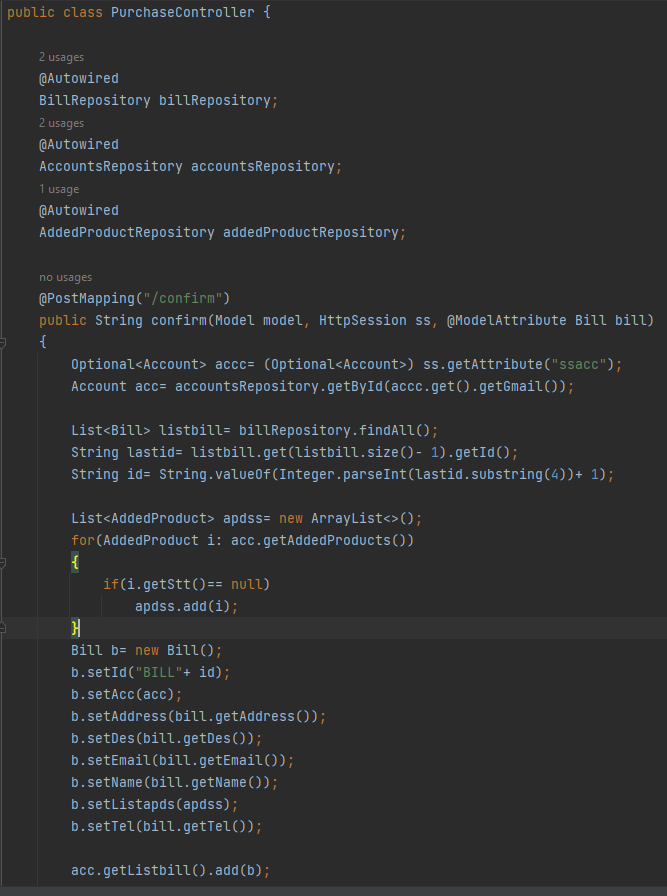 public class PurchaseController {
2 usages
@Autowired
BillRepository billRepository;
2 usages
@Autowired
AccountsRepository accountsRepository;
1 usage
@Autowired
AddedProductRepository addedProductRepository;
no usages
@PostMapping("/confirm")
public String confirm(Model model, HttpSession ss, @ModelAttribute Bill bill)
{
Optional<Account> accc= (Optional<Account>) ss.getAttribute("ssacc");
Account acc= accountsRepository.getById(accc.get().getGmail());
List<Bill> listbill= billRepository.findAll();
String lastid= listbill.get(listbill.size()- 1).getId();
String id= String.valueOf(Integer.parseInt(lastid.substring(4))+ 1);
List<AddedProduct> apdss= new ArrayList<>();
for(AddedProduct i: acc.getAddedProducts())
{
if(i.getStt()== null)
apdss.add(i);
}
Bill b= new Bill();
b.setId("BILL"+ id);
b.setAcc(acc);
b.setAddress(bill.getAddress());
b.setDes(bill.getDes());
b.setEmail(bill.getEmail());
b.setName(bill.getName());
b.setListapds(apdss);
b.setTel(bill.getTel());
acc.getListbill().add(b);